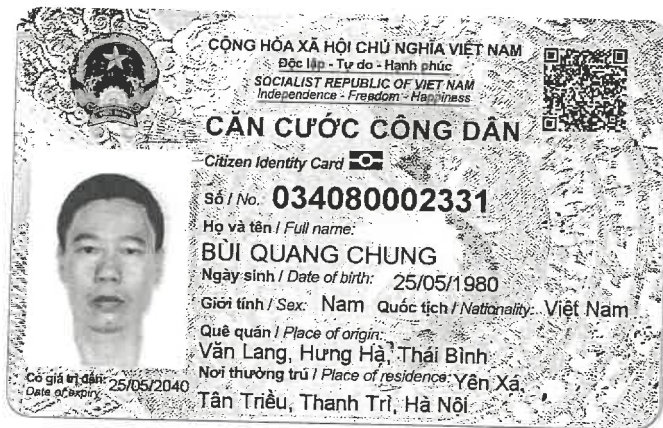 CỘNG HÒA XÃ HỘI CHỦ NGHĨA VIỆT NAM
Độc lập - Tự do - Hạnh phúc
SOCIALIST REPUBLIC OF VIET NAM
Independence - Freedom - Happiness
CĂN CƯỚC CÔNG DÂN
Citizen Identity Card
Số / No. 034080002331
Họ và tên / Full name:
BÙI QUANG CHUNG
Ngày sinh / Date of birth: 25/05/1980
Giới tính / Sex: Nam Quốc tịch / Nationality: Việt Nam
Quê quán / Place of origin:
Văn Lang, Hưng Hà, Thái Bình
Nơi thường trú / Place of residence: Yên Xá,
Tân Triều, Thanh Trì, Hà Nội
Có giá trị đến: 25/05/2040
Date of expiry